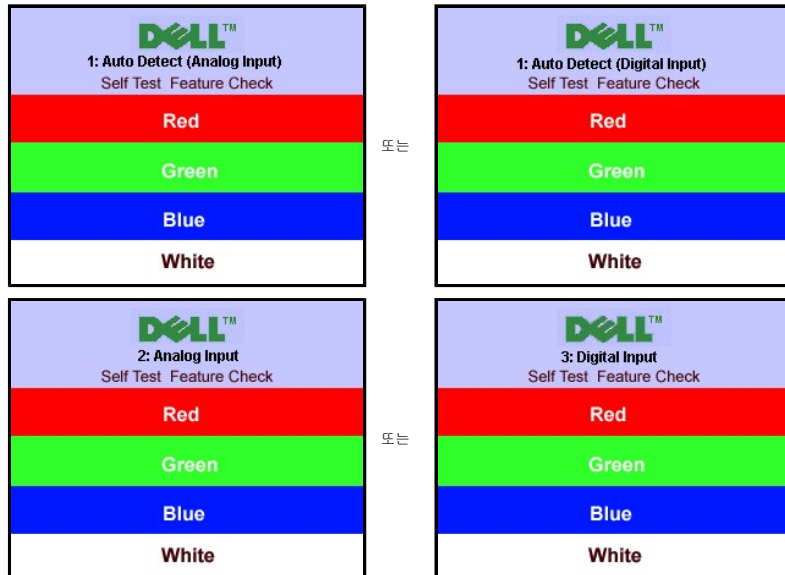 DELL™
1: Auto Detect (Analog Input)
Self Test Feature Check
Red
Green
Blue
White
또는
DELL™
1: Auto Detect (Digital Input)
Self Test Feature Check
Red
Green
Blue
White
DELL™
2: Analog Input
Self Test Feature Check
Red
Green
Blue
White
또는
DELL™
3: Digital Input
Self Test Feature Check
Red
Green
Blue
White